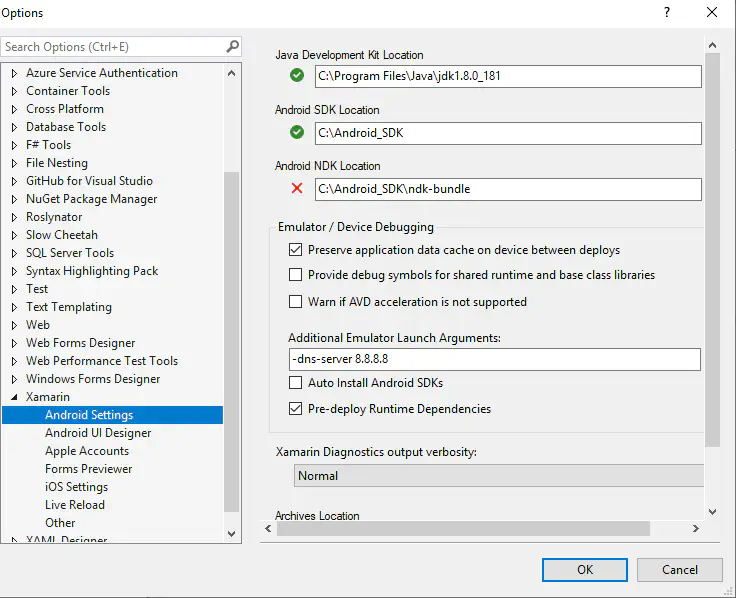 Options
?
Search Options (Ctrl+E)
Azure Service Authentication
Container Tools
Cross Platform
Database Tools
F# Tools
File Nesting
GitHub for Visual Studio
NuGet Package Manager
Roslynator
Slow Cheetah
SQL Server Tools
Syntax Highlighting Pack
Test
Text Templating
Web
Web Forms Designer
Web Performance Test Tools
Windows Forms Designer
Xamarin
Android Settings
Android UI Designer
Apple Accounts
Forms Previewer
iOS Settings
Live Reload
Other
XAML Designer
Java Development Kit Location
C:\Program Files\Java\jdk1.8.0_181
Android SDK Location
C:\Android_SDK
Android NDK Location
C:\Android_SDK\ndk-bundle
Emulator / Device Debugging
Preserve application data cache on device between deploys
Provide debug symbols for shared runtime and base class libraries
Warn if AVD acceleration is not supported
Additional Emulator Launch Arguments:
-dns-server 8.8.8.8
Auto Install Android SDKs
Pre-deploy Runtime Dependencies
Xamarin Diagnostics output verbosity:
Normal
Archives Location
OK
Cancel